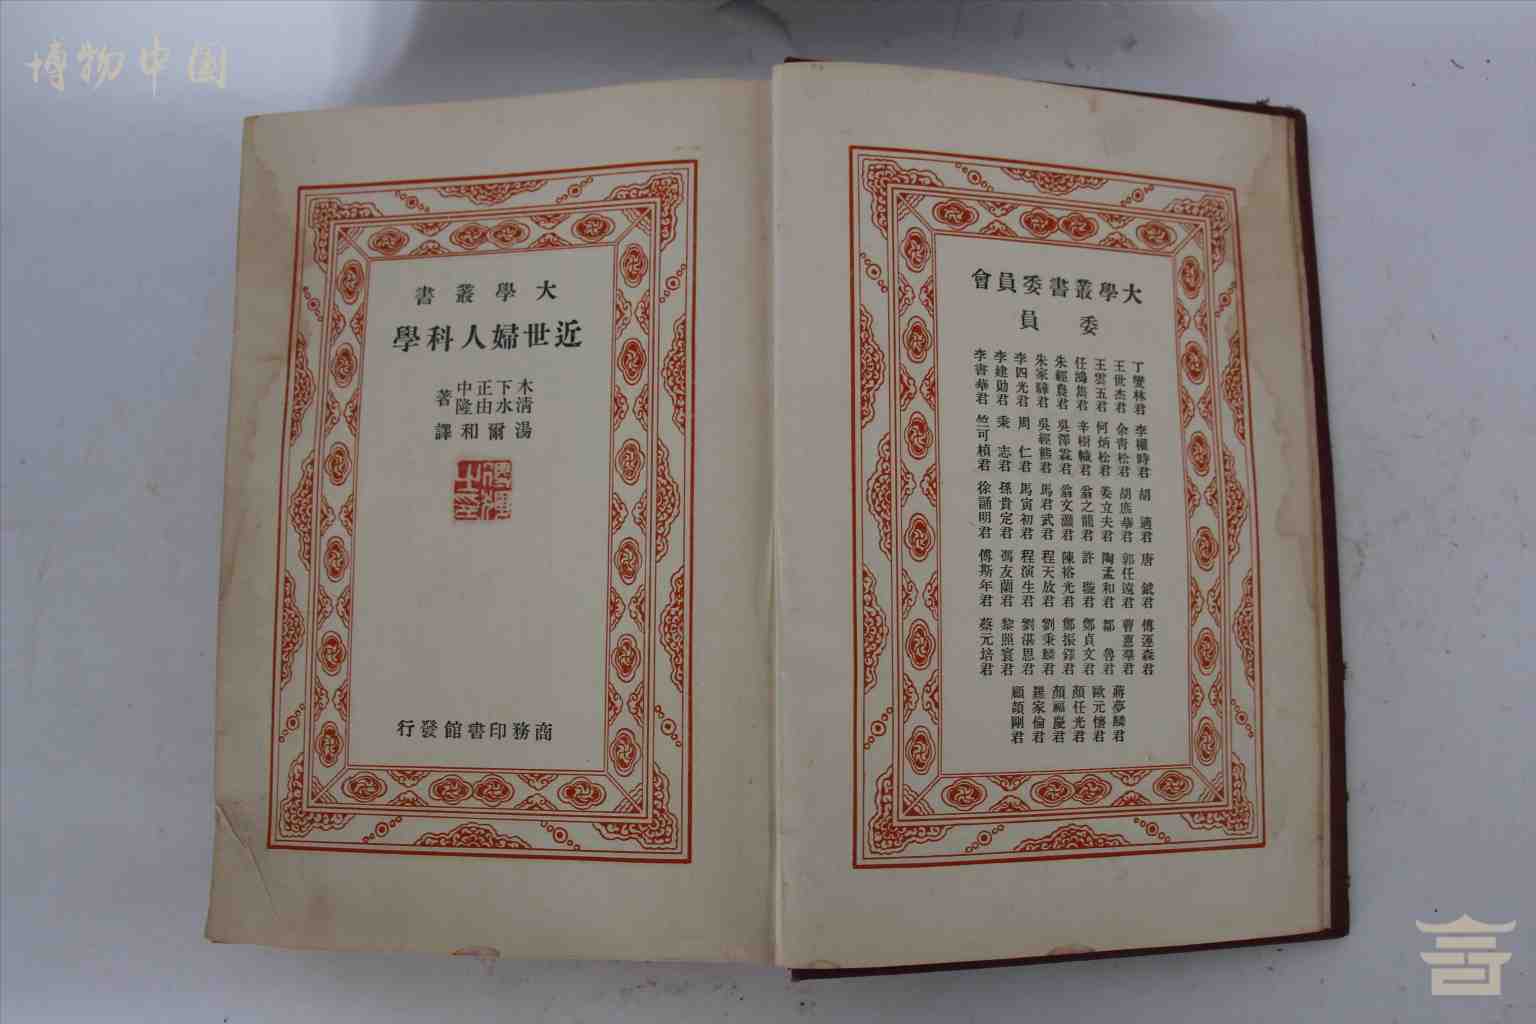 博物中国
大學叢書委員會
委員
丁燮林君 李權時君 胡適君 唐鉞君 傅運森君
王世杰君 余青松君 胡庶華君 郭任遠君 曹惠羣君 蔣夢麟君
王雲五君 何炳松君 姜立夫君 陶孟和君 鄒魯君 歐元懷君
任鴻雋君 辛樹幟君 翁之龍君 許璇君 鄭貞文君 顏任光君
朱經農君 吳澤霖君 翁文灝君 陳裕光君 鄭振鐸君 顏福慶君
朱家驊君 吳經熊君 馬君武君 程天放君 劉秉麟君 羅家倫君
李四光君 周仁君 馬寅初君 程演生君 劉湛恩君 顧頡剛君
李建勛君 秉志君 孫貴定君 馮友蘭君 黎照寰君
李書華君 竺可楨君 徐誦明君 傅斯年君 蔡元培君
大學叢書
近世婦人科學
木下正中
清水由隆
著
湯爾和譯
商務印書館發行